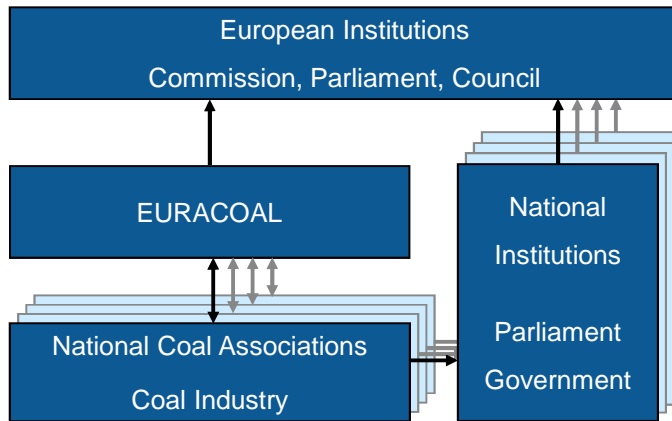 European Institutions
Commission, Parliament, Council
EURACOAL
National
Institutions
Parliament
Government
National Coal Associations
Coal Industry